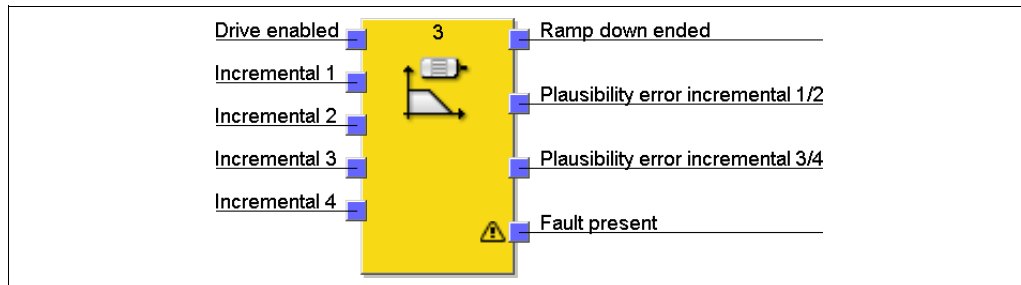 Drive enabled
3
Ramp down ended
Incremental 1
Plausibility error incremental 1/2
Incremental 2
Incremental 3
Plausibility error incremental 3/4
Incremental 4
Fault present